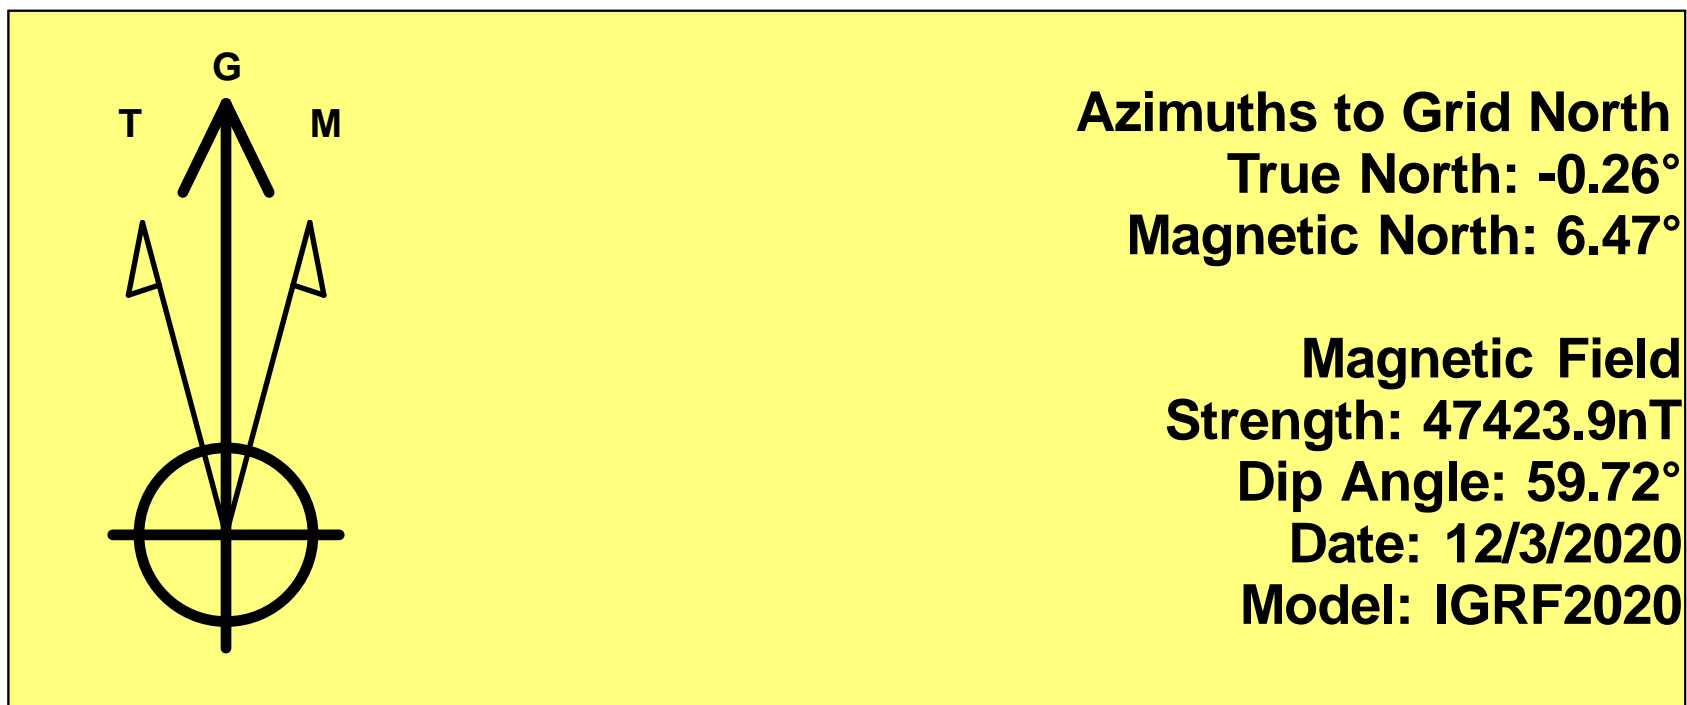 G
T
M
Azimuths to Grid North
True North: -0.26°
Magnetic North: 6.47°
Magnetic Field
Strength: 47423.9nT
Dip Angle: 59.72°
Date: 12/3/2020
Model: IGRF2020